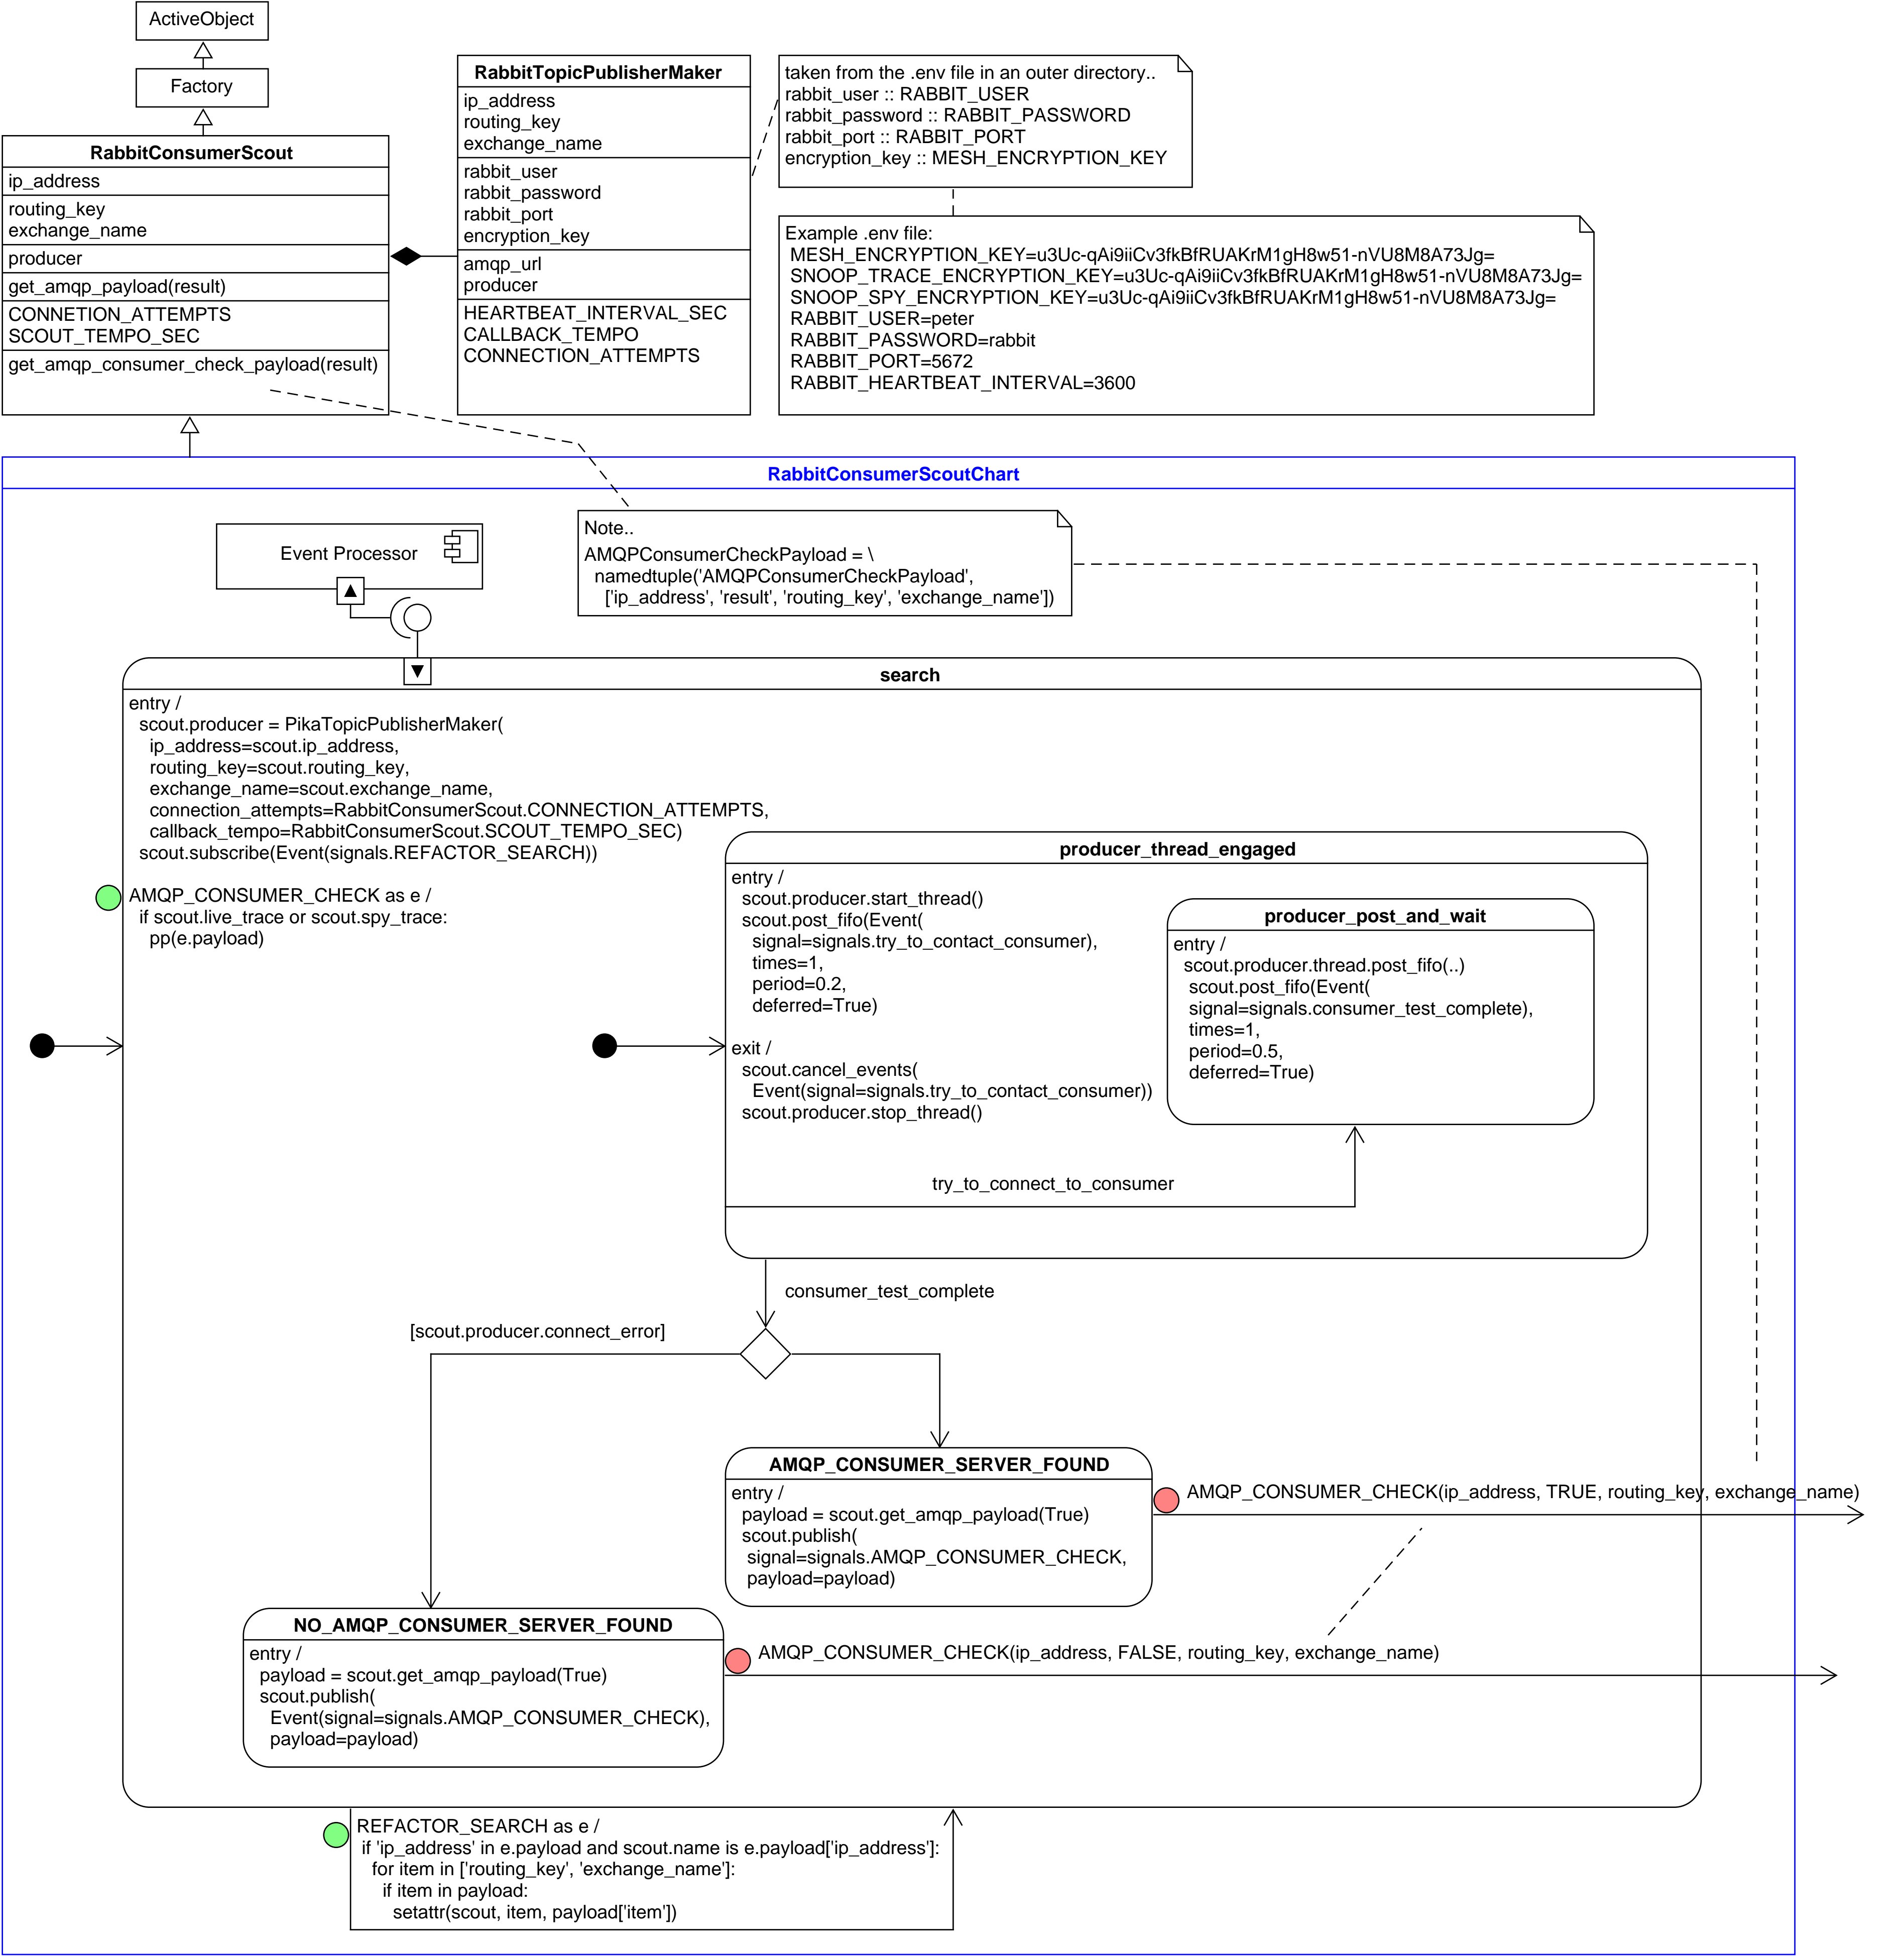 ActiveObject
Factory
RabbitConsumerScout
ip_address
routing_key
exchange_name
producer
get_amqp_payload(result)
CONNETION_ATTEMPTS
SCOUT_TEMPO_SEC
get_amqp_consumer_check_payload(result)
RabbitTopicPublisherMaker
ip_address
routing_key
exchange_name
rabbit_user
rabbit_password
rabbit_port
encryption_key
amqp_url
producer
HEARTBEAT_INTERVAL_SEC
CALLBACK_TEMPO
CONNECTION_ATTEMPTS
taken from the .env file in an outer directory..
rabbit_user :: RABBIT_USER
rabbit_password :: RABBIT_PASSWORD
rabbit_port :: RABBIT_PORT
encryption_key :: MESH_ENCRYPTION_KEY
Example .env file:
MESH_ENCRYPTION_KEY=u3Uc-qAi9iiCv3fkBfRUAKrM1gH8w51-nVU8M8A73Jg=
SNOOP_TRACE_ENCRYPTION_KEY=u3Uc-qAi9iiCv3fkBfRUAKrM1gH8w51-nVU8M8A73Jg=
SNOOP_SPY_ENCRYPTION_KEY=u3Uc-qAi9iiCv3fkBfRUAKrM1gH8w51-nVU8M8A73Jg=
RABBIT_USER=peter
RABBIT_PASSWORD=rabbit
RABBIT_PORT=5672
RABBIT_HEARTBEAT_INTERVAL=3600
RabbitConsumerScoutChart
Event Processor
Note..
AMQPConsumerCheckPayload = \
namedtuple('AMQPConsumerCheckPayload',
['ip_address', 'result', 'routing_key', 'exchange_name'])
search
entry /
scout.producer = PikaTopicPublisherMaker(
ip_address=scout.ip_address,
routing_key=scout.routing_key,
exchange_name=scout.exchange_name,
connection_attempts=RabbitConsumerScout.CONNECTION_ATTEMPTS,
callback_tempo=RabbitConsumerScout.SCOUT_TEMPO_SEC)
scout.subscribe(Event(signals.REFACTOR_SEARCH))
AMQP_CONSUMER_CHECK as e /
if scout.live_trace or scout.spy_trace:
pp(e.payload)
producer_thread_engaged
entry /
scout.producer.start_thread()
scout.post_fifo(Event(
signal=signals.try_to_contact_consumer),
times=1,
period=0.2,
deferred=True)
exit /
scout.cancel_events(
Event(signal=signals.try_to_contact_consumer))
scout.producer.stop_thread()
producer_post_and_wait
entry /
scout.producer.thread.post_fifo(..)
scout.post_fifo(Event(
signal=signals.consumer_test_complete),
times=1,
period=0.5,
deferred=True)
try_to_connect_to_consumer
consumer_test_complete
[scout.producer.connect_error]
AMQP_CONSUMER_SERVER_FOUND
entry /
payload = scout.get_amqp_payload(True)
scout.publish(
signal=signals.AMQP_CONSUMER_CHECK,
payload=payload)
AMQP_CONSUMER_CHECK(ip_address, TRUE, routing_key, exchange_name)
NO_AMQP_CONSUMER_SERVER_FOUND
entry /
payload = scout.get_amqp_payload(True)
scout.publish(
Event(signal=signals.AMQP_CONSUMER_CHECK),
payload=payload)
AMQP_CONSUMER_CHECK(ip_address, FALSE, routing_key, exchange_name)
REFACTOR_SEARCH as e /
if 'ip_address' in e.payload and scout.name is e.payload['ip_address']:
for item in ['routing_key', 'exchange_name']:
if item in payload:
setattr(scout, item, payload['item'])